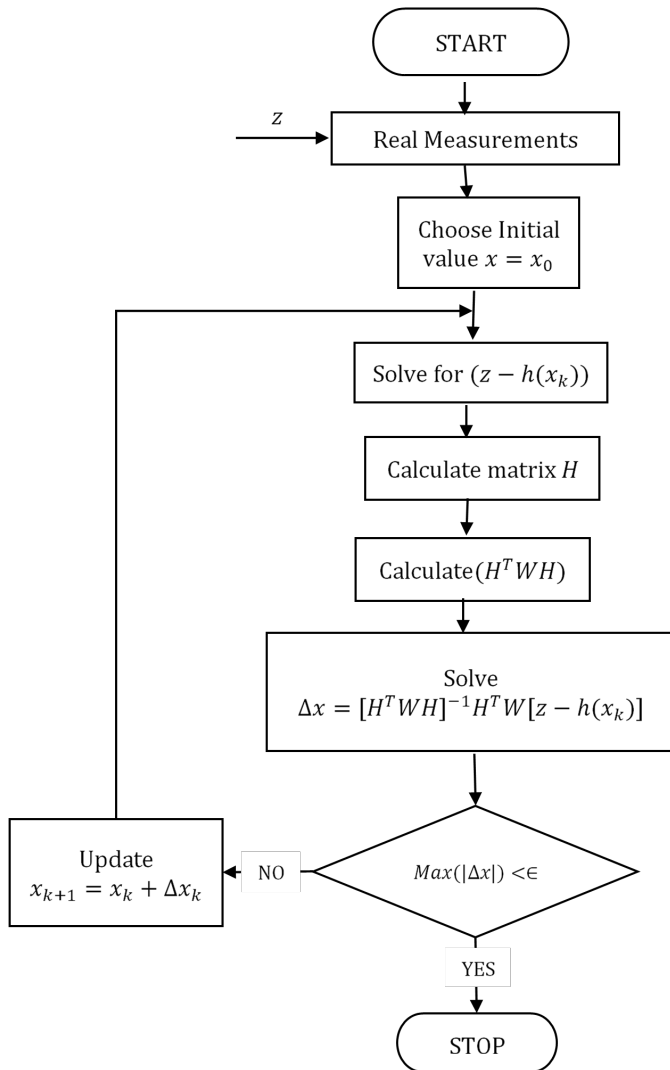 START
z
Real Measurements
Choose Initial
value x = x₀
Solve for (z − h(xₖ))
Calculate matrix H
Calculate(HᵀWH)
Solve
Δx = [HᵀWH]⁻¹HᵀW[z − h(xₖ)]
Max(|Δx|) <∈
NO
Update
xₖ₊₁ = xₖ + Δxₖ
YES
STOP